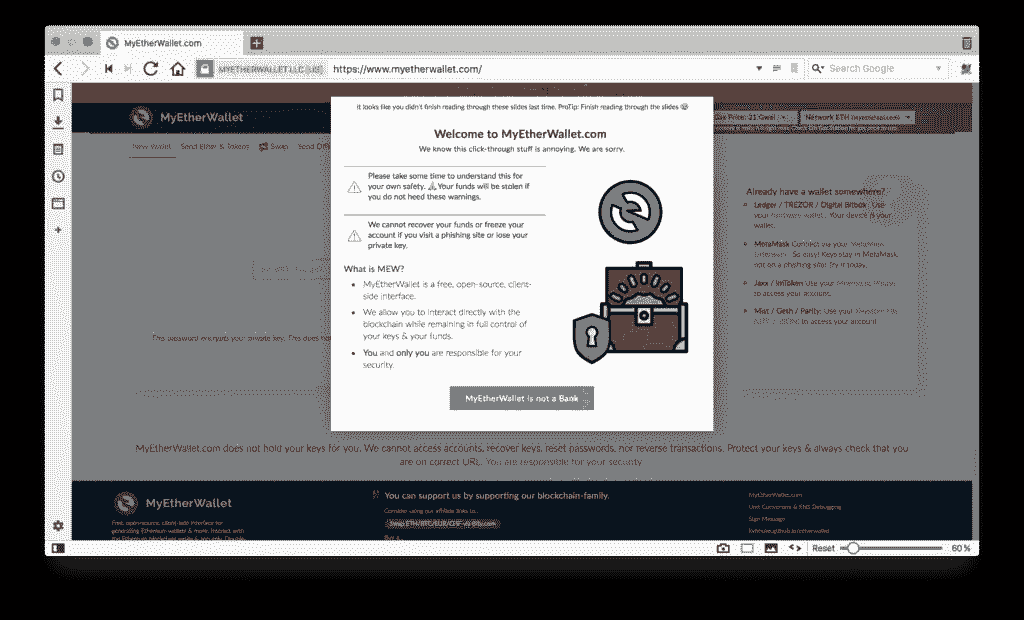 MyEtherWallet.com
MYETHERWALLET LLC [US]
https://www.myetherwallet.com/
Search Google
It looks like you didn't finish reading through these slides last time. ProTip: Finish reading through the slides
MyEtherWallet
Gas Price: 21 Gwei
Network ETH
New Wallet
Send Ether & Tokens
Swap
Send
Welcome to MyEtherWallet.com
We know this click-through stuff is annoying. We are sorry.
Please take some time to understand this for
your own safety. Your funds will be stolen if
you do not heed these warnings.
We cannot recover your funds or freeze your
account if you visit a phishing site or lose your
private key.
What is MEW?
MyEtherWallet is a free, open-source, client-
side interface.
We allow you to interact directly with the
blockchain while remaining in full control of
your keys & your funds.
You and only you are responsible for your
security.
MyEtherWallet is not a Bank
Already have a wallet somewhere?
Ledger / TREZOR / Digital Bitbox: Use
your hardware wallet. Your device is your
wallet.
MetaMask Connect via your MetaMask
Extension. So easy! Keys stay in MetaMask,
not on a phishing site! Try it today.
Jaxx / imToken Use your Mnemonic Phrase
to access your account.
Mist / Geth / Parity: Use your
to access your account.
This password encrypts your private key. This does
MyEtherWallet.com does not hold your keys for you. We cannot access accounts, recover keys, reset passwords, nor reverse transactions. Protect your keys & always check that you
are on correct URL. You are responsible for your security.
MyEtherWallet
Free, open-source, client-side interface for
generating Ethereum wallets & more. Interact with
You can support us by supporting our blockchain-family.
Consider using our affiliate links to...
Swap ETH/BTC/EUR/CHF via Bity.com
Buy a...
MyEtherWallet.com
Unit Conversions & ENS Debugging
Sign Message
Reset
60 %